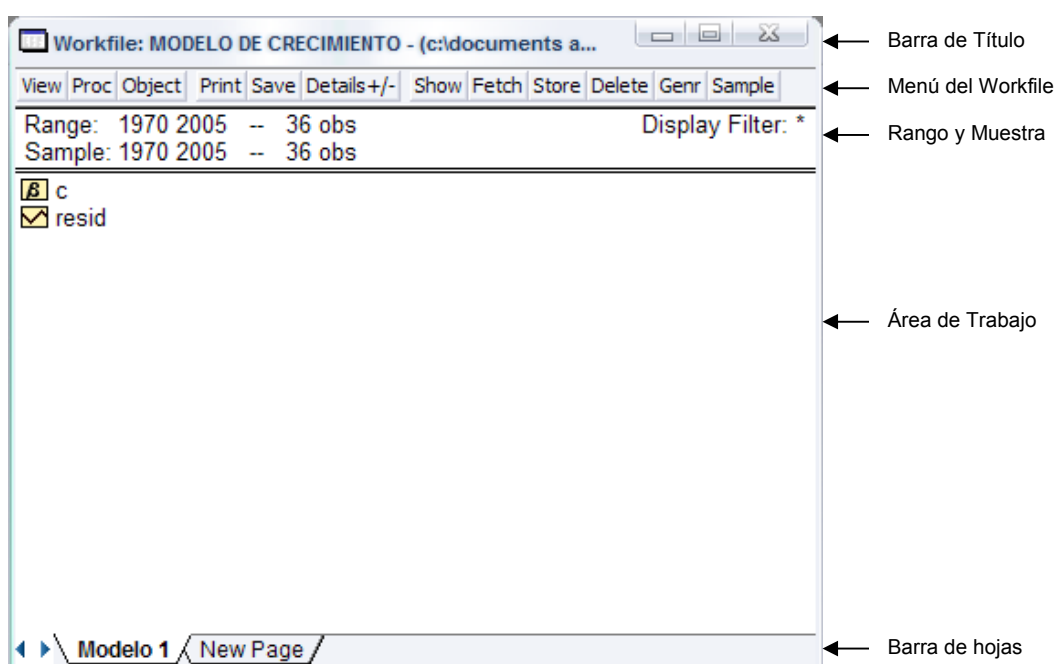 Workfile: MODELO DE CRECIMIENTO - (c:\documents a...
Barra de Título
View Proc Object Print Save Details+/- Show Fetch Store Delete Genr Sample
Menú del Workfile
Range: 1970 2005 -- 36 obs Display Filter: *
Rango y Muestra
Sample: 1970 2005 -- 36 obs
β c
resid
Área de Trabajo
Modelo 1 New Page
Barra de hojas